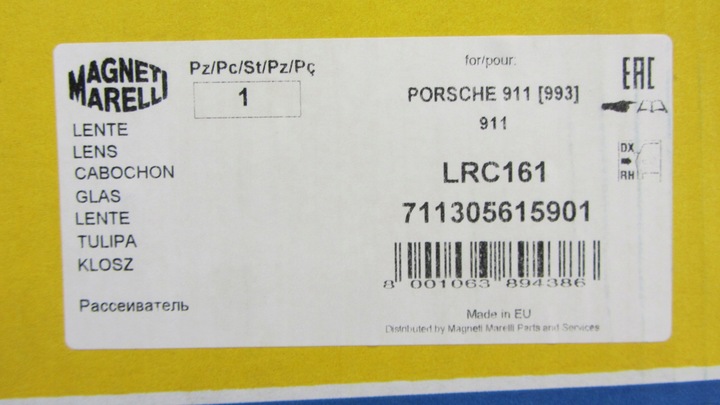 MAGNETI
MARELLI
Pz/Pc/St/Pz/Pç
1
LENTE
LENS
CABOCHON
GLAS
LENTE
TULIPA
KLOSZ
Рассеиватель
for/pour:
PORSCHE 911 [993]
911
LRC161
711305615901
8 001063 894386
Made in EU
Distributed by Magneti Marelli Parts and Services
EAC
DX
RH